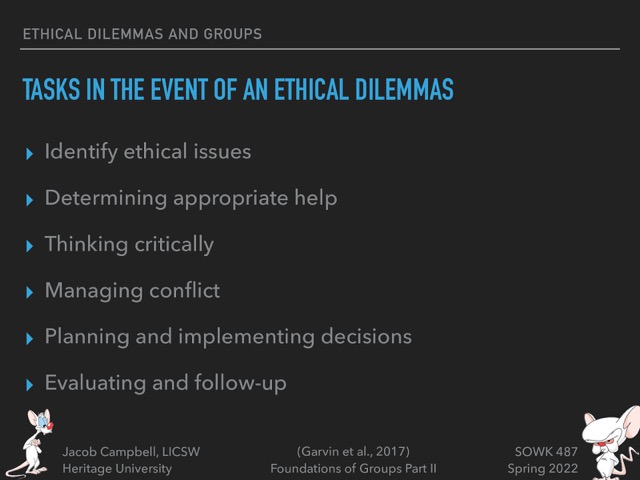 ETHICAL DILEMMAS AND GROUPS
TASKS IN THE EVENT OF AN ETHICAL DILEMMAS
Identify ethical issues
Determining appropriate help
Thinking critically
Managing conflict
Planning and implementing decisions
Evaluating and follow-up
Jacob Campbell, LICSW
Heritage University
(Garvin et al., 2017)
Foundations of Groups Part II
SOWK 487
Spring 2022